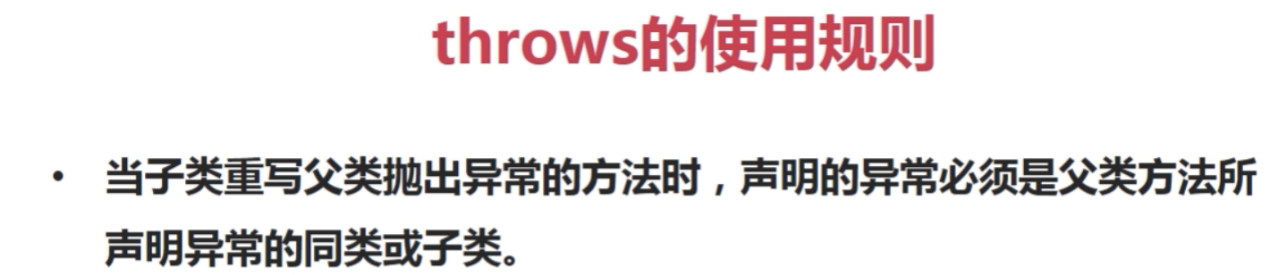 throws的使用规则
• 当子类重写父类抛出异常的方法时，声明的异常必须是父类方法所
声明异常的同类或子类。